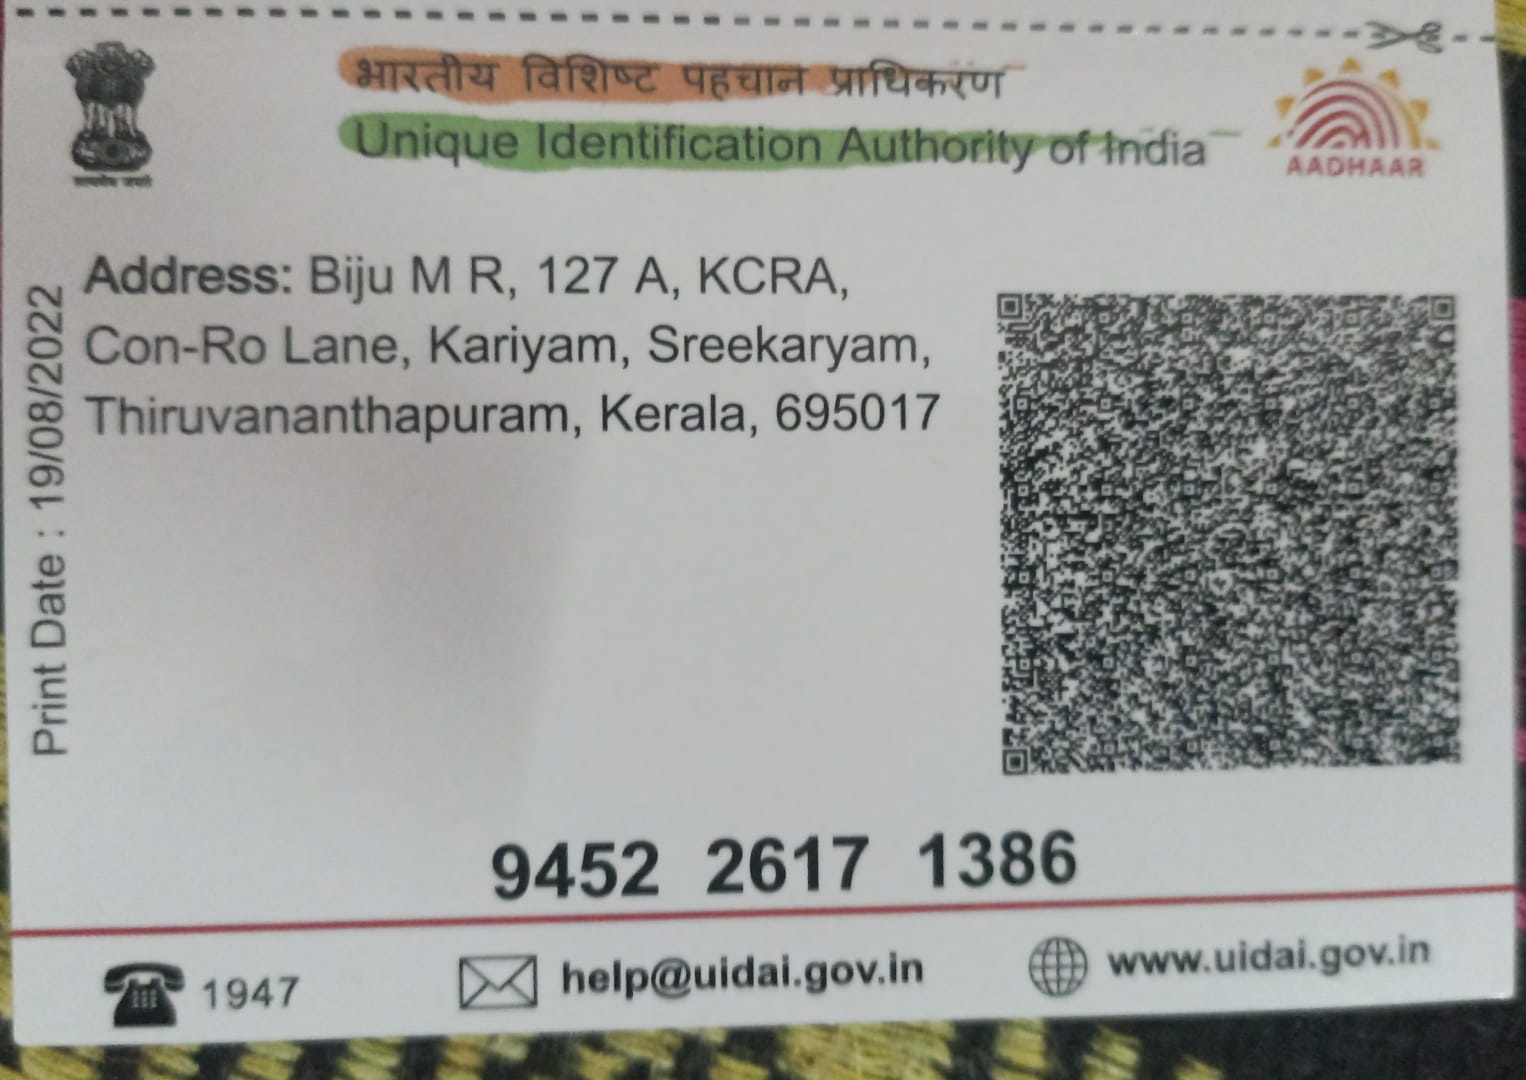 भारतीय विशिष्ट पहचान प्राधिकरण
Unique Identification Authority of India
AADHAAR
सत्यमेव जयते
Print Date : 19/08/2022
Address: Biju M R, 127 A, KCRA,
Con-Ro Lane, Kariyam, Sreekaryam,
Thiruvananthapuram, Kerala, 695017
9452 2617 1386
1947
help@uidai.gov.in
www.uidai.gov.in